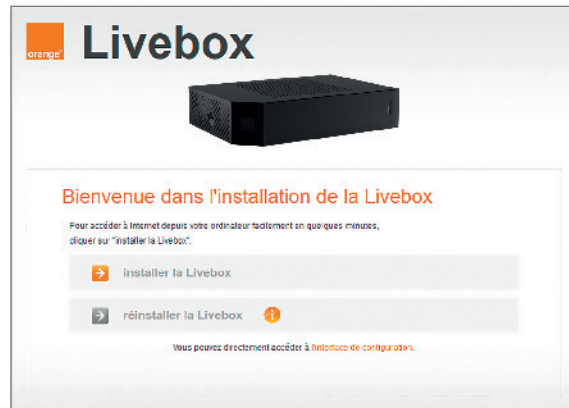 orange™
Livebox
Bienvenue dans l'installation de la Livebox
Pour accéder à Internet depuis votre ordinateur facilement en quelques minutes,
cliquer sur "installer la Livebox".
installer la Livebox
réinstaller la Livebox i
Vous pouvez directement accéder à l'interface de configuration.